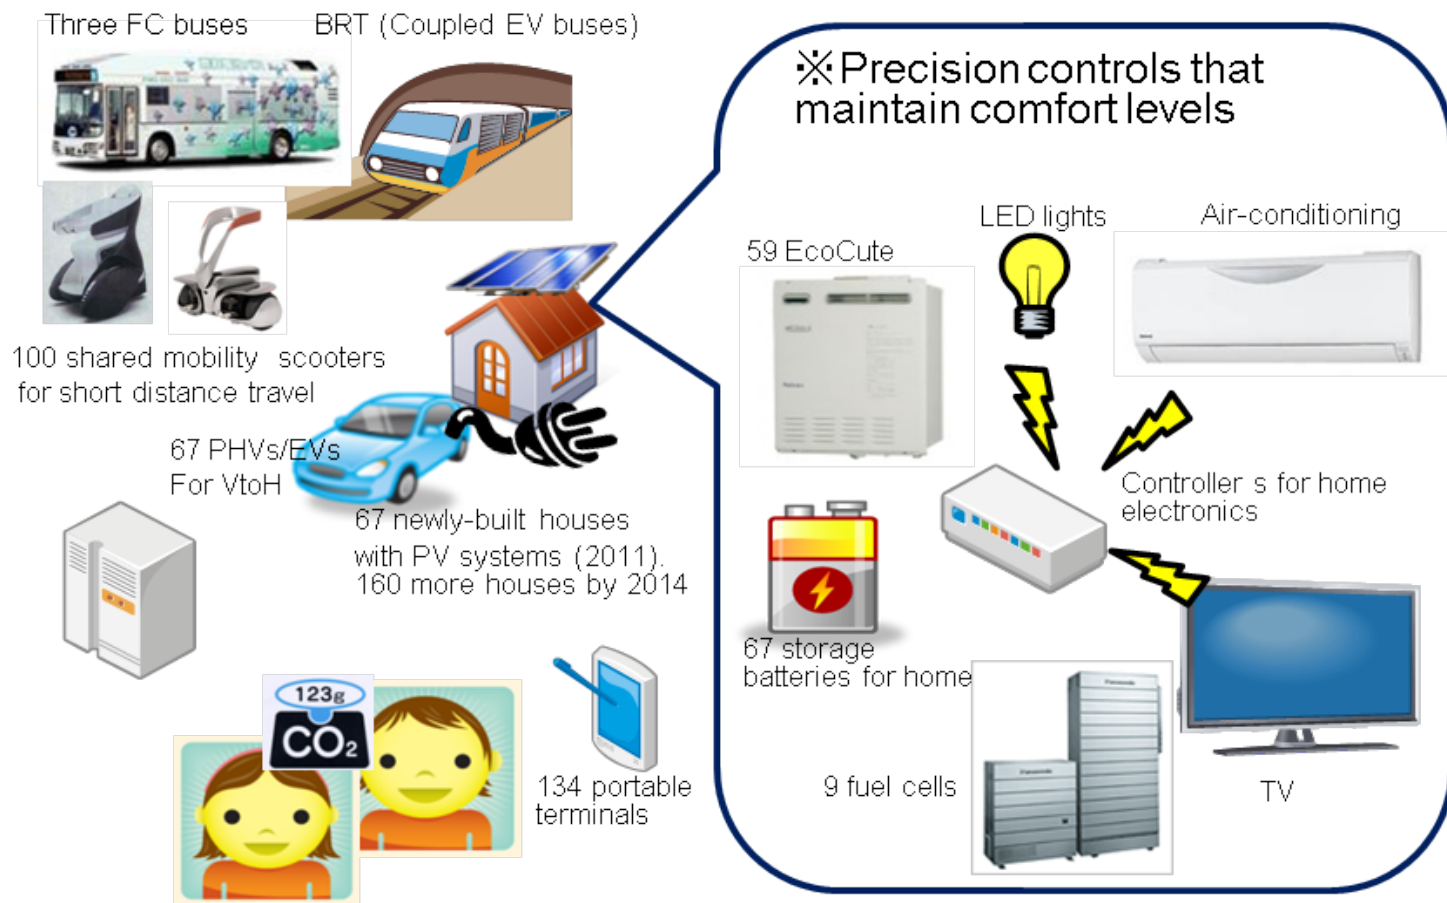 Three FC buses
BRT (Coupled EV buses)
100 shared mobility scooters
for short distance travel
67 PHVs/EVs
For VtoH
67 newly-built houses
with PV systems (2011).
160 more houses by 2014
123g
CO2
134 portable
terminals
※Precision controls that
maintain comfort levels
59 EcoCute
LED lights
Air-conditioning
Controller s for home
electronics
67 storage
batteries for home
9 fuel cells
Panasonic
Panasonic
TV